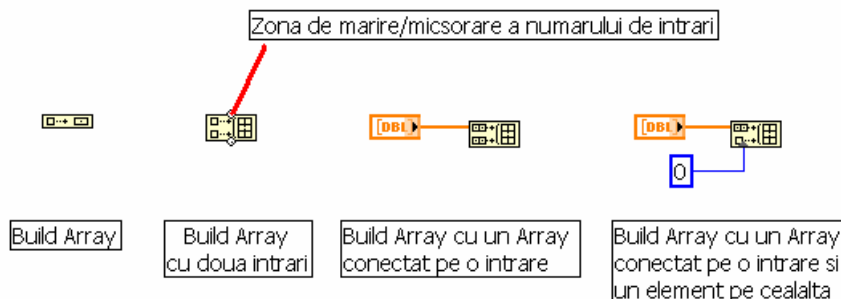 Zona de marire/micsorare a numarului de intrari
[DBL]
[DBL]
0
Build Array
Build Array
cu doua intrari
Build Array cu un Array
conectat pe o intrare
Build Array cu un Array
conectat pe o intrare si
un element pe cealalta